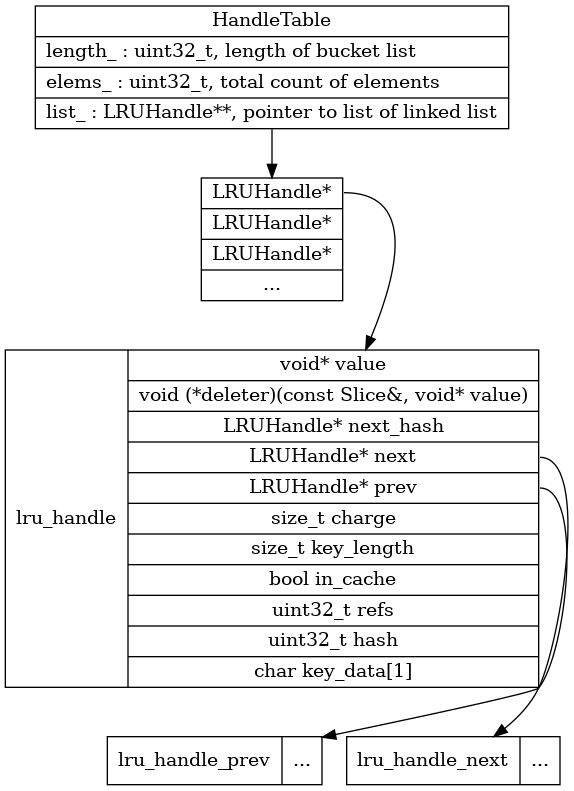 HandleTable
length_ : uint32_t, length of bucket list
elems_ : uint32_t, total count of elements
list_ : LRUHandle**, pointer to list of linked list
LRUHandle*
LRUHandle*
LRUHandle*
...
lru_handle
void* value
void (*deleter)(const Slice&, void* value)
LRUHandle* next_hash
LRUHandle* next
LRUHandle* prev
size_t charge
size_t key_length
bool in_cache
uint32_t refs
uint32_t hash
char key_data[1]
lru_handle_prev
...
lru_handle_next
...